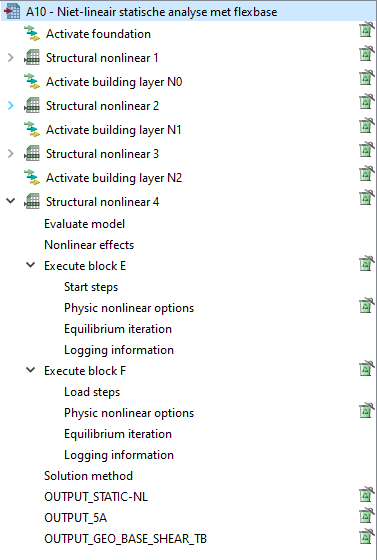 A10 - Niet-lineair statische analyse met flexbase
Activate foundation
Structural nonlinear 1
Activate building layer N0
Structural nonlinear 2
Activate building layer N1
Structural nonlinear 3
Activate building layer N2
Structural nonlinear 4
Evaluate model
Nonlinear effects
Execute block E
Start steps
Physic nonlinear options
Equilibrium iteration
Logging information
Execute block F
Load steps
Physic nonlinear options
Equilibrium iteration
Logging information
Solution method
OUTPUT_STATIC-NL
OUTPUT_5A
OUTPUT_GEO_BASE_SHEAR_TB